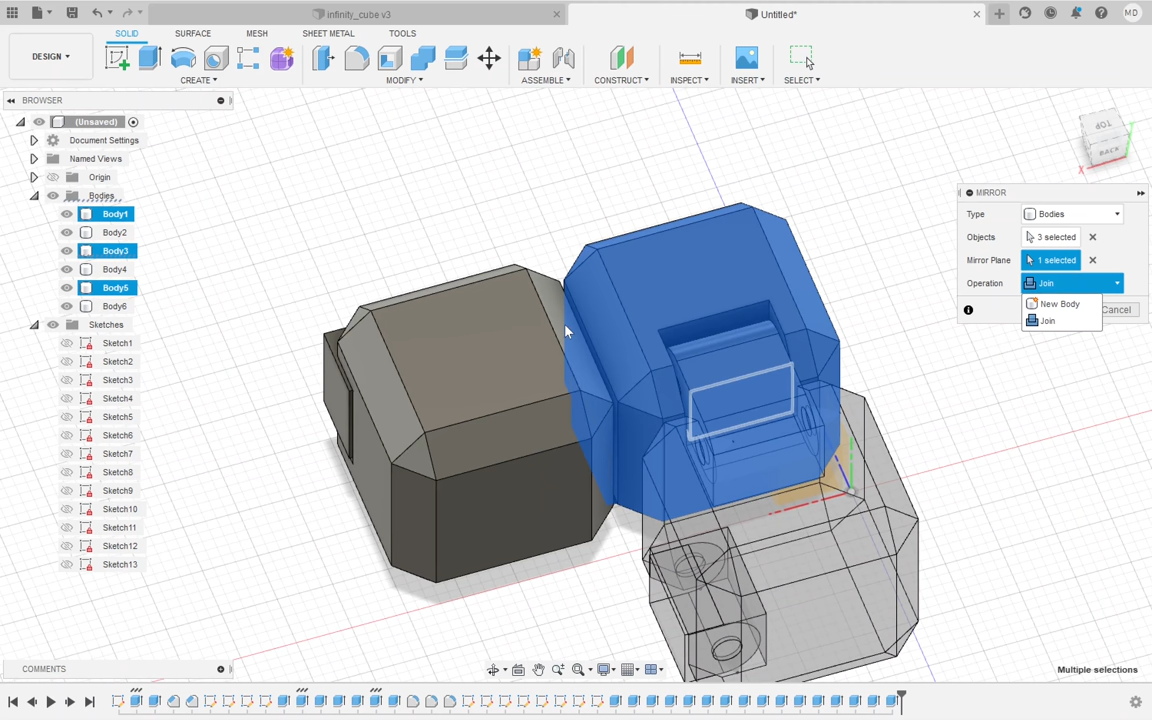 infinity_cube v3
Untitled*
MD
DESIGN
SOLID
SURFACE
MESH
SHEET METAL
TOOLS
CREATE
MODIFY
ASSEMBLE
CONSTRUCT
INSPECT
INSERT
SELECT
BROWSER
(Unsaved)
Document Settings
Named Views
Origin
Bodies
Body1
Body2
Body3
Body4
Body5
Body6
Sketches
Sketch1
Sketch2
Sketch3
Sketch4
Sketch5
Sketch6
Sketch7
Sketch8
Sketch9
Sketch10
Sketch11
Sketch12
Sketch13
TOP
BACK
X
MIRROR
Type
Bodies
Objects
3 selected
Mirror Plane
1 selected
Operation
Join
New Body
Join
Cancel
COMMENTS
Multiple selections